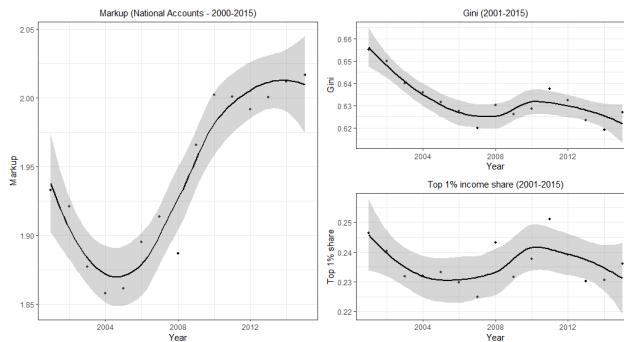 Markup (National Accounts - 2000-2015)
2.05
2.00
1.95
1.90
1.85
Markup
2004
2008
2012
Year
Gini (2001-2015)
0.66
0.65
0.64
0.63
0.62
Gini
2004
2008
2012
Year
Top 1% income share (2001-2015)
0.25
0.24
0.23
0.22
Top 1% share
2004
2008
2012
Year